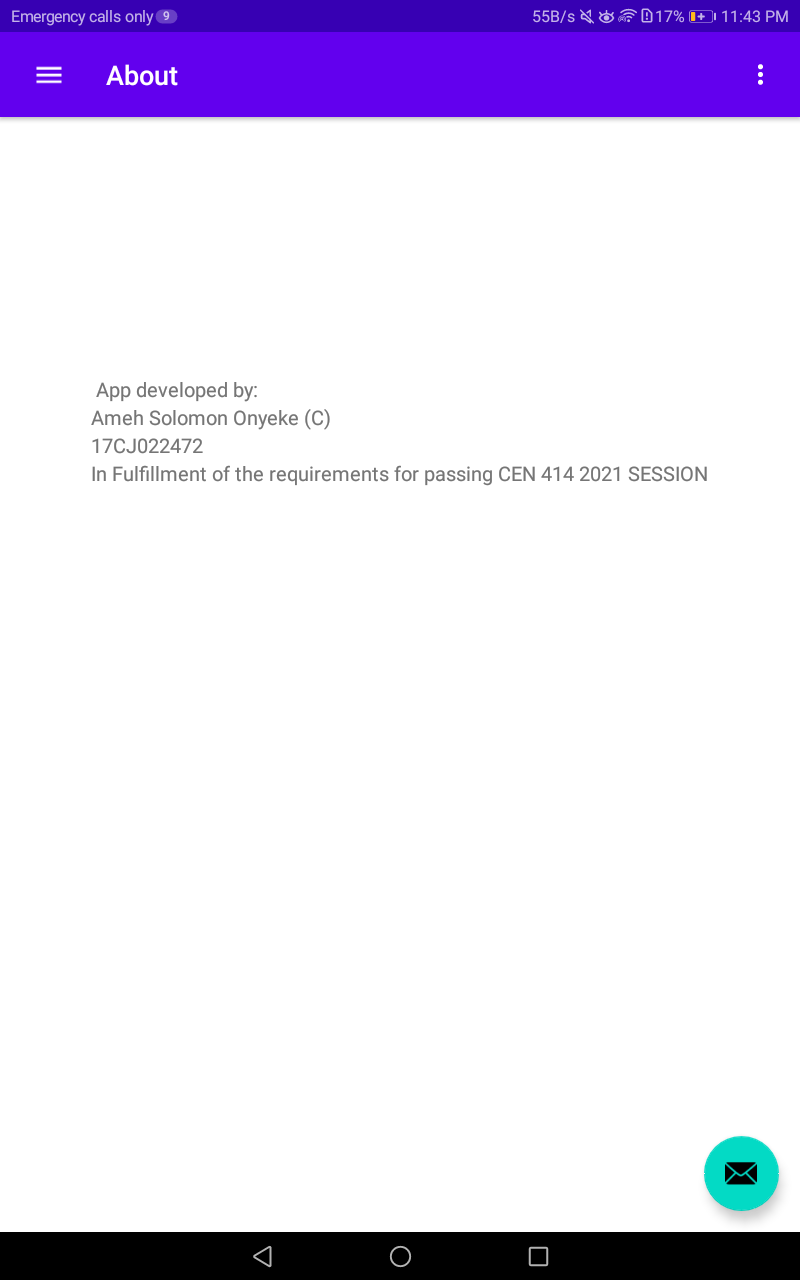 Emergency calls only 9 55B/s 17% 11:43 PM
About
App developed by:
Ameh Solomon Onyeke (C)
17CJ022472
In Fulfillment of the requirements for passing CEN 414 2021 SESSION